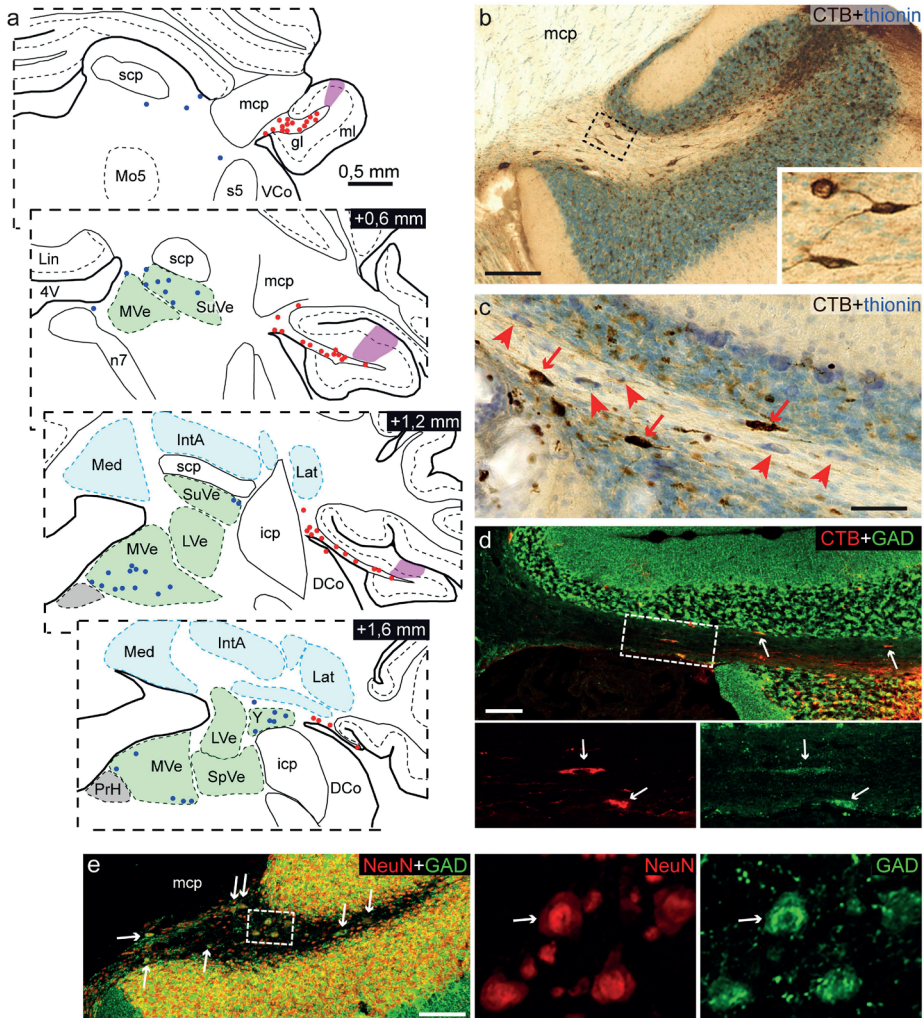 a
scp
mcp
gl
ml
Mo5
s5
VCo
0,5 mm
+0,6 mm
Lin
scp
mcp
4V
MVe
SuVe
n7
+1,2 mm
Med
IntA
scp
Lat
SuVe
MVe
LVe
icp
DCo
+1,6 mm
Med
IntA
Lat
Y
LVe
MVe
SpVe
icp
DCo
PrH
b
mcp
CTB+thionin
c
CTB+thionin
d
CTB+GAD
e
NeuN+GAD
mcp
NeuN
GAD